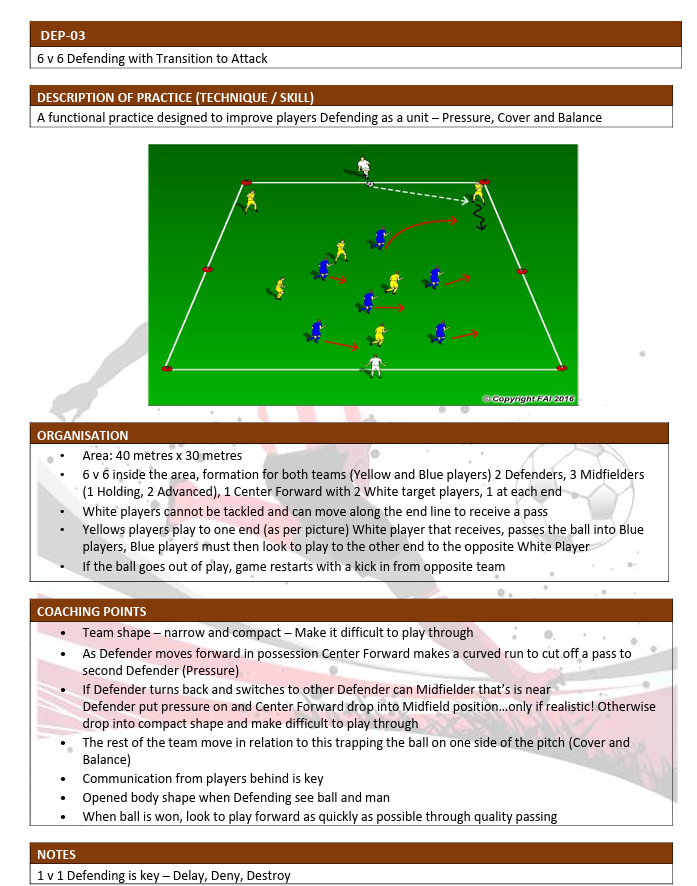 DEP-03
6 v 6 Defending with Transition to Attack
DESCRIPTION OF PRACTICE (TECHNIQUE / SKILL)
A functional practice designed to improve players Defending as a unit – Pressure, Cover and Balance
© Copyright FAI 2016
ORGANISATION
• Area: 40 metres x 30 metres
• 6 v 6 inside the area, formation for both teams (Yellow and Blue players) 2 Defenders, 3 Midfielders
(1 Holding, 2 Advanced), 1 Center Forward with 2 White target players, 1 at each end
• White players cannot be tackled and can move along the end line to receive a pass
• Yellows players play to one end (as per picture) White player that receives, passes the ball into Blue
players, Blue players must then look to play to the other end to the opposite White Player
• If the ball goes out of play, game restarts with a kick in from opposite team
COACHING POINTS
• Team shape – narrow and compact – Make it difficult to play through
• As Defender moves forward in possession Center Forward makes a curved run to cut off a pass to
second Defender (Pressure)
• If Defender turns back and switches to other Defender can Midfielder that's is near
Defender put pressure on and Center Forward drop into Midfield position...only if realistic! Otherwise
drop into compact shape and make difficult to play through
• The rest of the team move in relation to this trapping the ball on one side of the pitch (Cover and
Balance)
• Communication from players behind is key
• Opened body shape when Defending see ball and man
• When ball is won, look to play forward as quickly as possible through quality passing
NOTES
1 v 1 Defending is key – Delay, Deny, Destroy